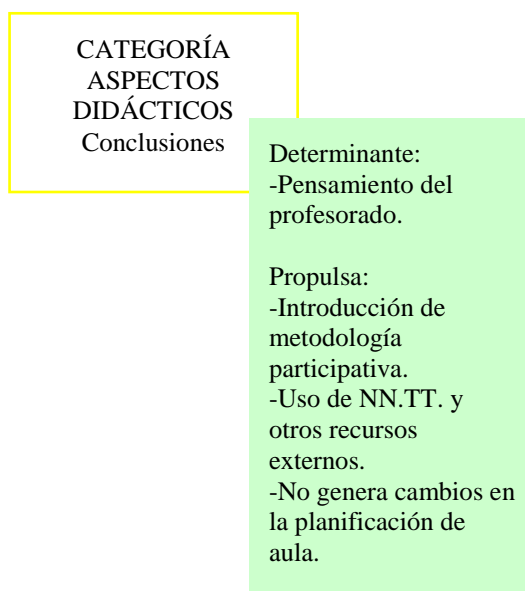 CATEGORÍA
ASPECTOS
DIDÁCTICOS
Conclusiones
Determinante:
-Pensamiento del
profesorado.
Propulsa:
-Introducción de
metodología
participativa.
-Uso de NN.TT. y
otros recursos
externos.
-No genera cambios en
la planificación de
aula.